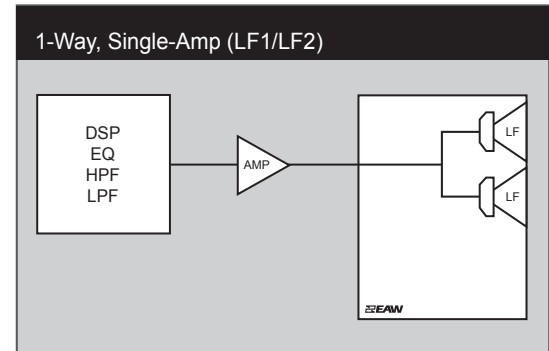 1-Way, Single-Amp (LF1/LF2)
DSP
EQ
HPF
LPF
AMP
LF
LF
EAW